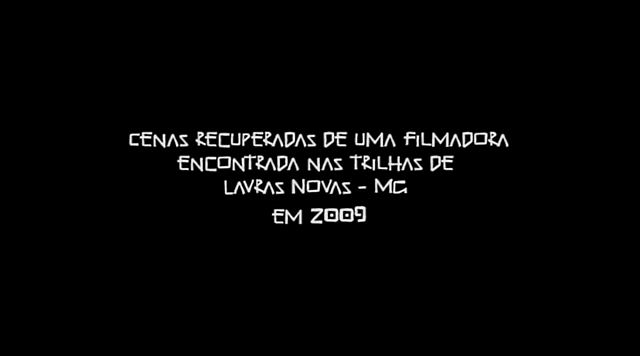 CENAS RECUPERADAS DE UMA FILMADORA
ENCONTRADA NAS TRILHAS DE
LAVRAS NOVAS - MG
EM 2009